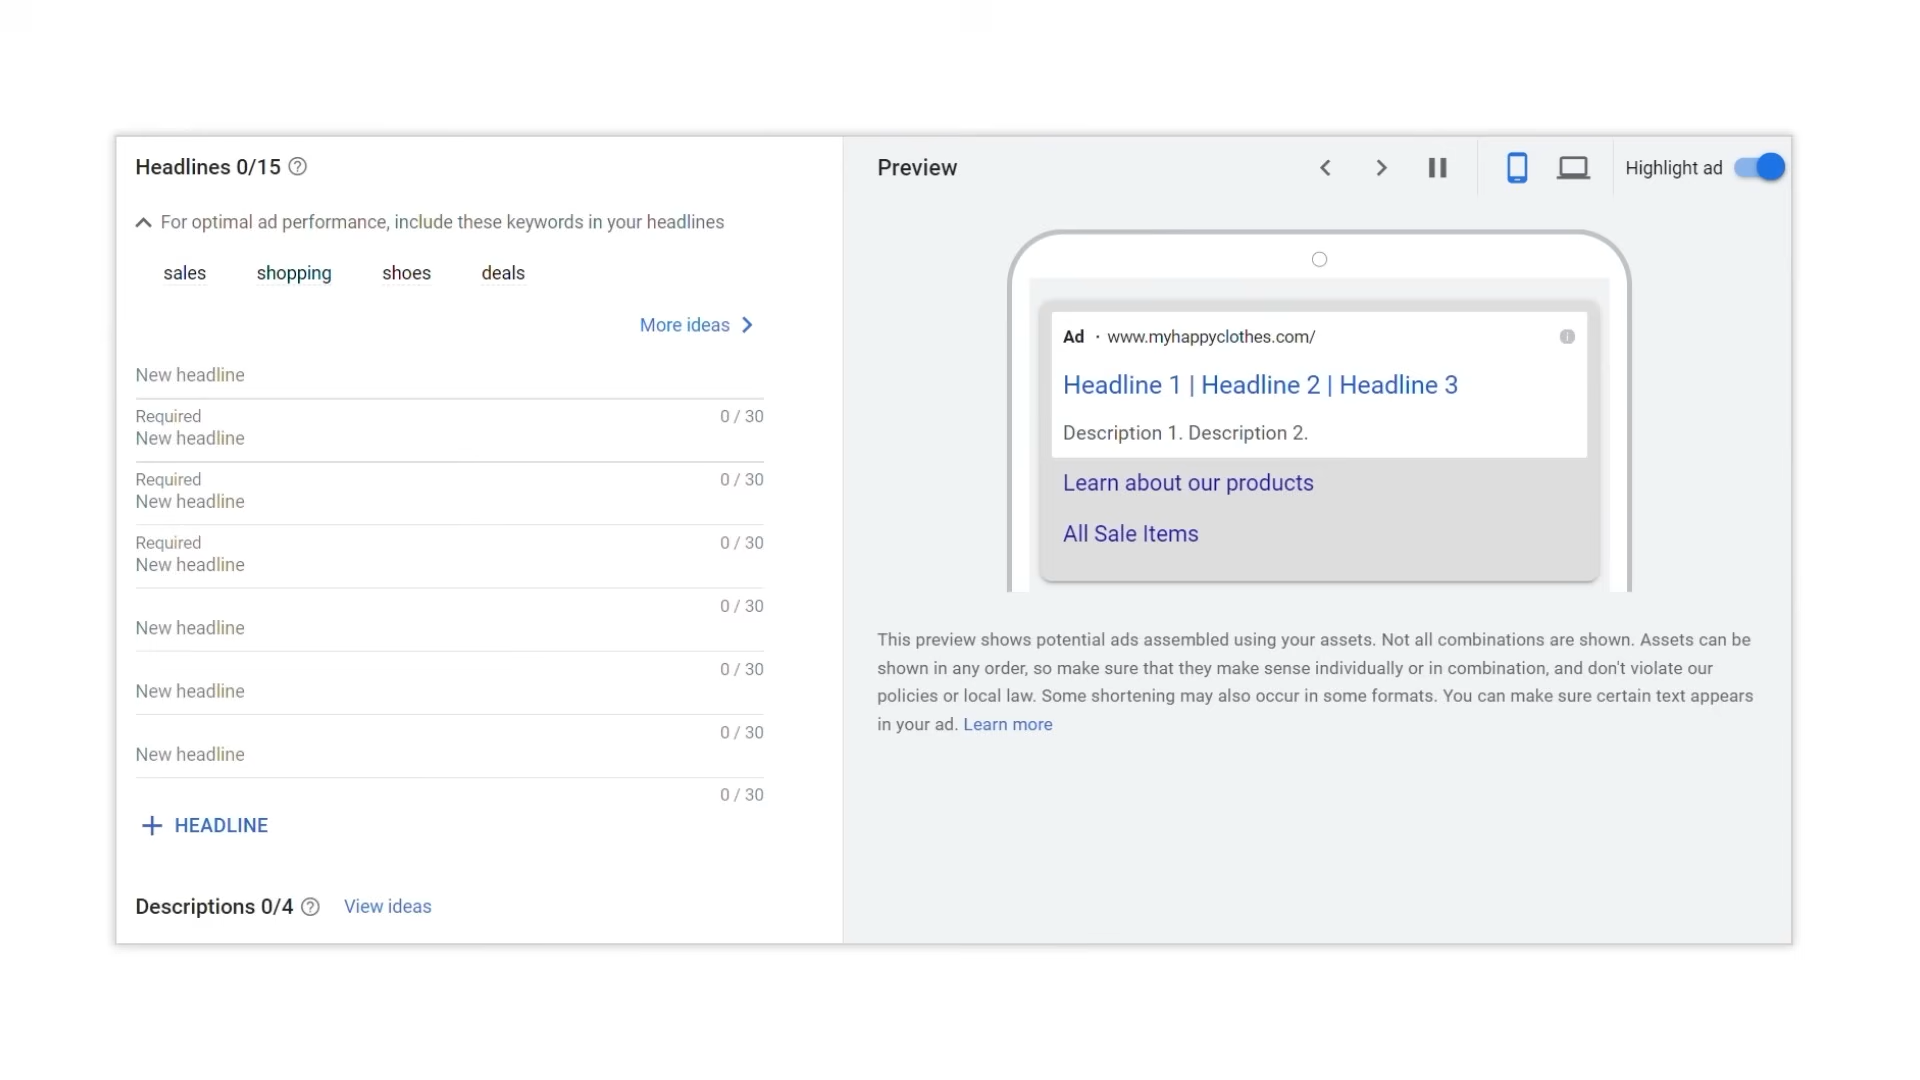 Headlines 0/15
For optimal ad performance, include these keywords in your headlines
sales shopping shoes deals
More ideas
New headline
Required 0 / 30
New headline
Required 0 / 30
New headline
Required 0 / 30
New headline
0 / 30
New headline
0 / 30
New headline
0 / 30
New headline
0 / 30
HEADLINE
Descriptions 0/4 View ideas
Preview
Highlight ad
Ad · www.myhappyclothes.com/
Headline 1 | Headline 2 | Headline 3
Description 1. Description 2.
Learn about our products
All Sale Items
This preview shows potential ads assembled using your assets. Not all combinations are shown. Assets can be
shown in any order, so make sure that they make sense individually or in combination, and don't violate our
policies or local law. Some shortening may also occur in some formats. You can make sure certain text appears
in your ad. Learn more